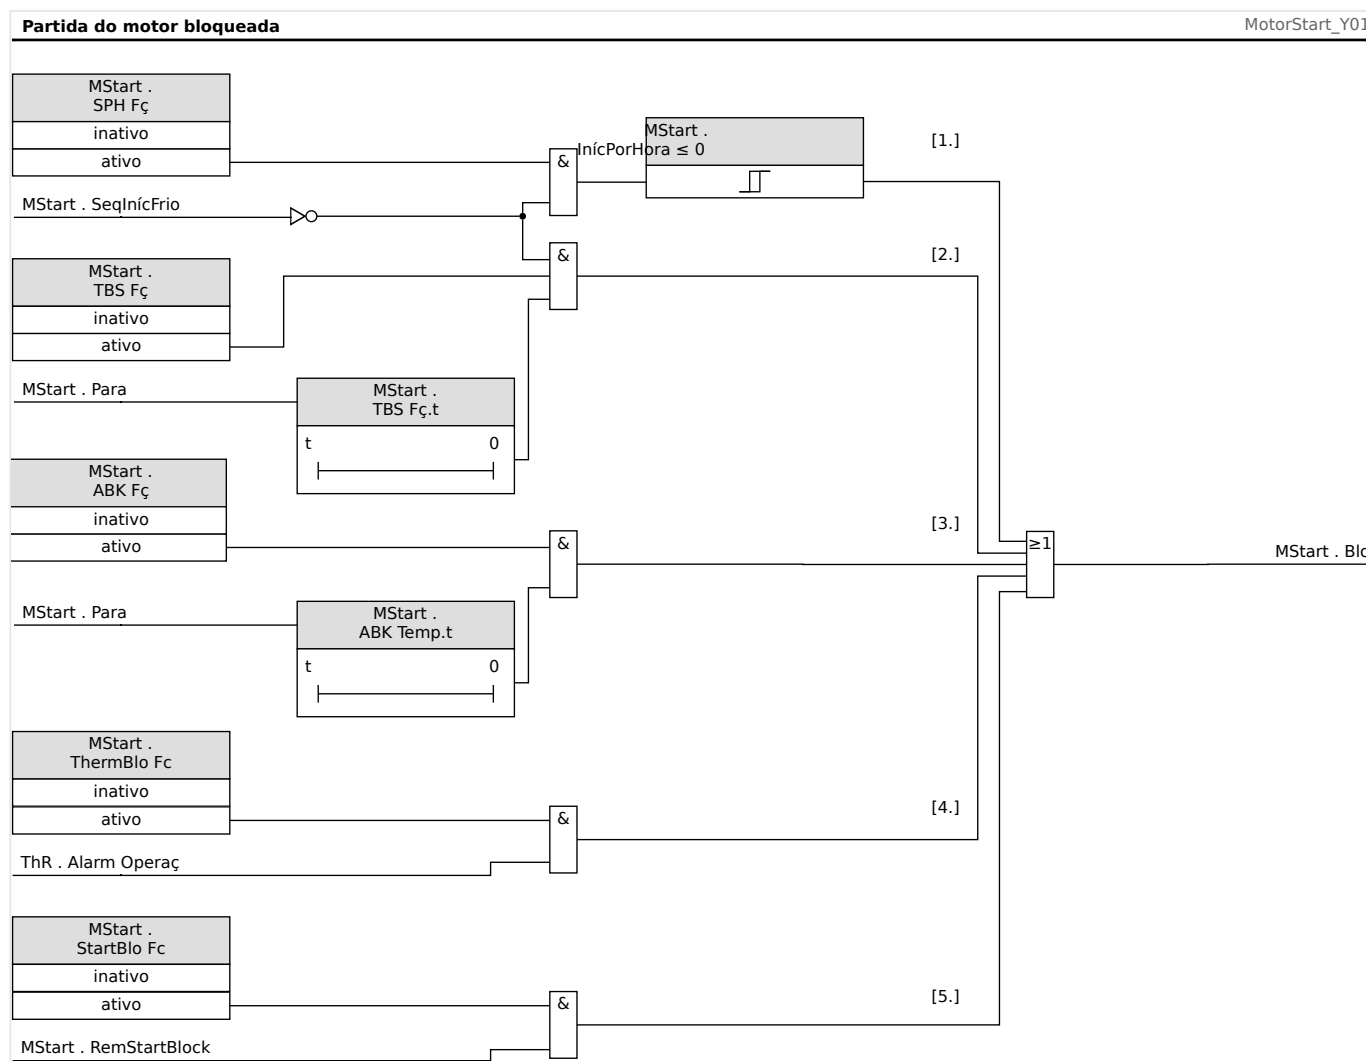 Partida do motor bloqueada
MotorStart_Y01
MStart .
SPH Fç
inativo
ativo
MStart . SeqInícFrio
&
MStart .
InícPorHora ≤ 0
[1.]
MStart .
TBS Fç
inativo
ativo
&
[2.]
MStart . Para
MStart .
TBS Fç.t
t 0
MStart .
ABK Fç
inativo
ativo
&
[3.]
≥1
MStart . Blo
MStart . Para
MStart .
ABK Temp.t
t 0
MStart .
ThermBlo Fc
inativo
ativo
&
[4.]
ThR . Alarm Operaç
MStart .
StartBlo Fc
inativo
ativo
&
[5.]
MStart . RemStartBlock